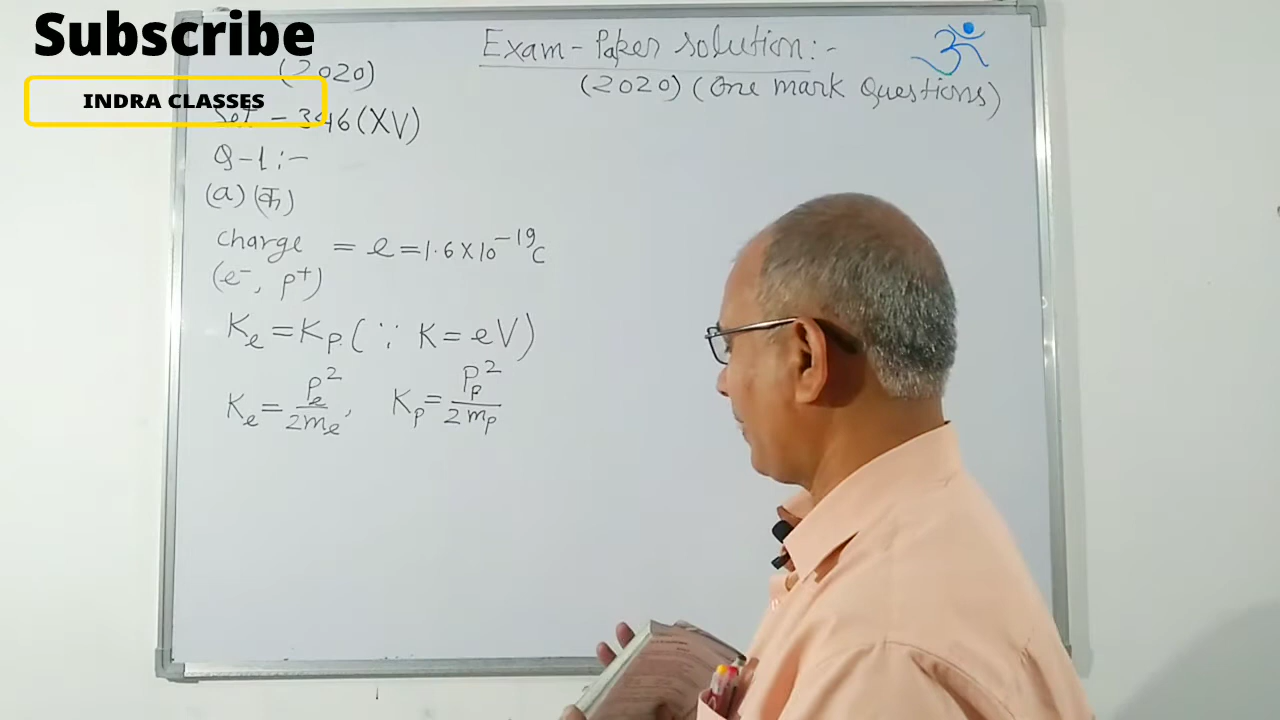 Subscribe
INDRA CLASSES
Exam - Paper solution :-
(2020) (One mark Questions)
ॐ
(2020)
Set - 346 (XV)
Q-1 :-
(a) (क)
Charge = e = 1.6 × 10⁻¹⁹ C
(e⁻, p⁺)
Kₑ = Kₚ (∵ K = eV)
Kₑ = Pₑ²/2mₑ, Kₚ = Pₚ²/2mₚ